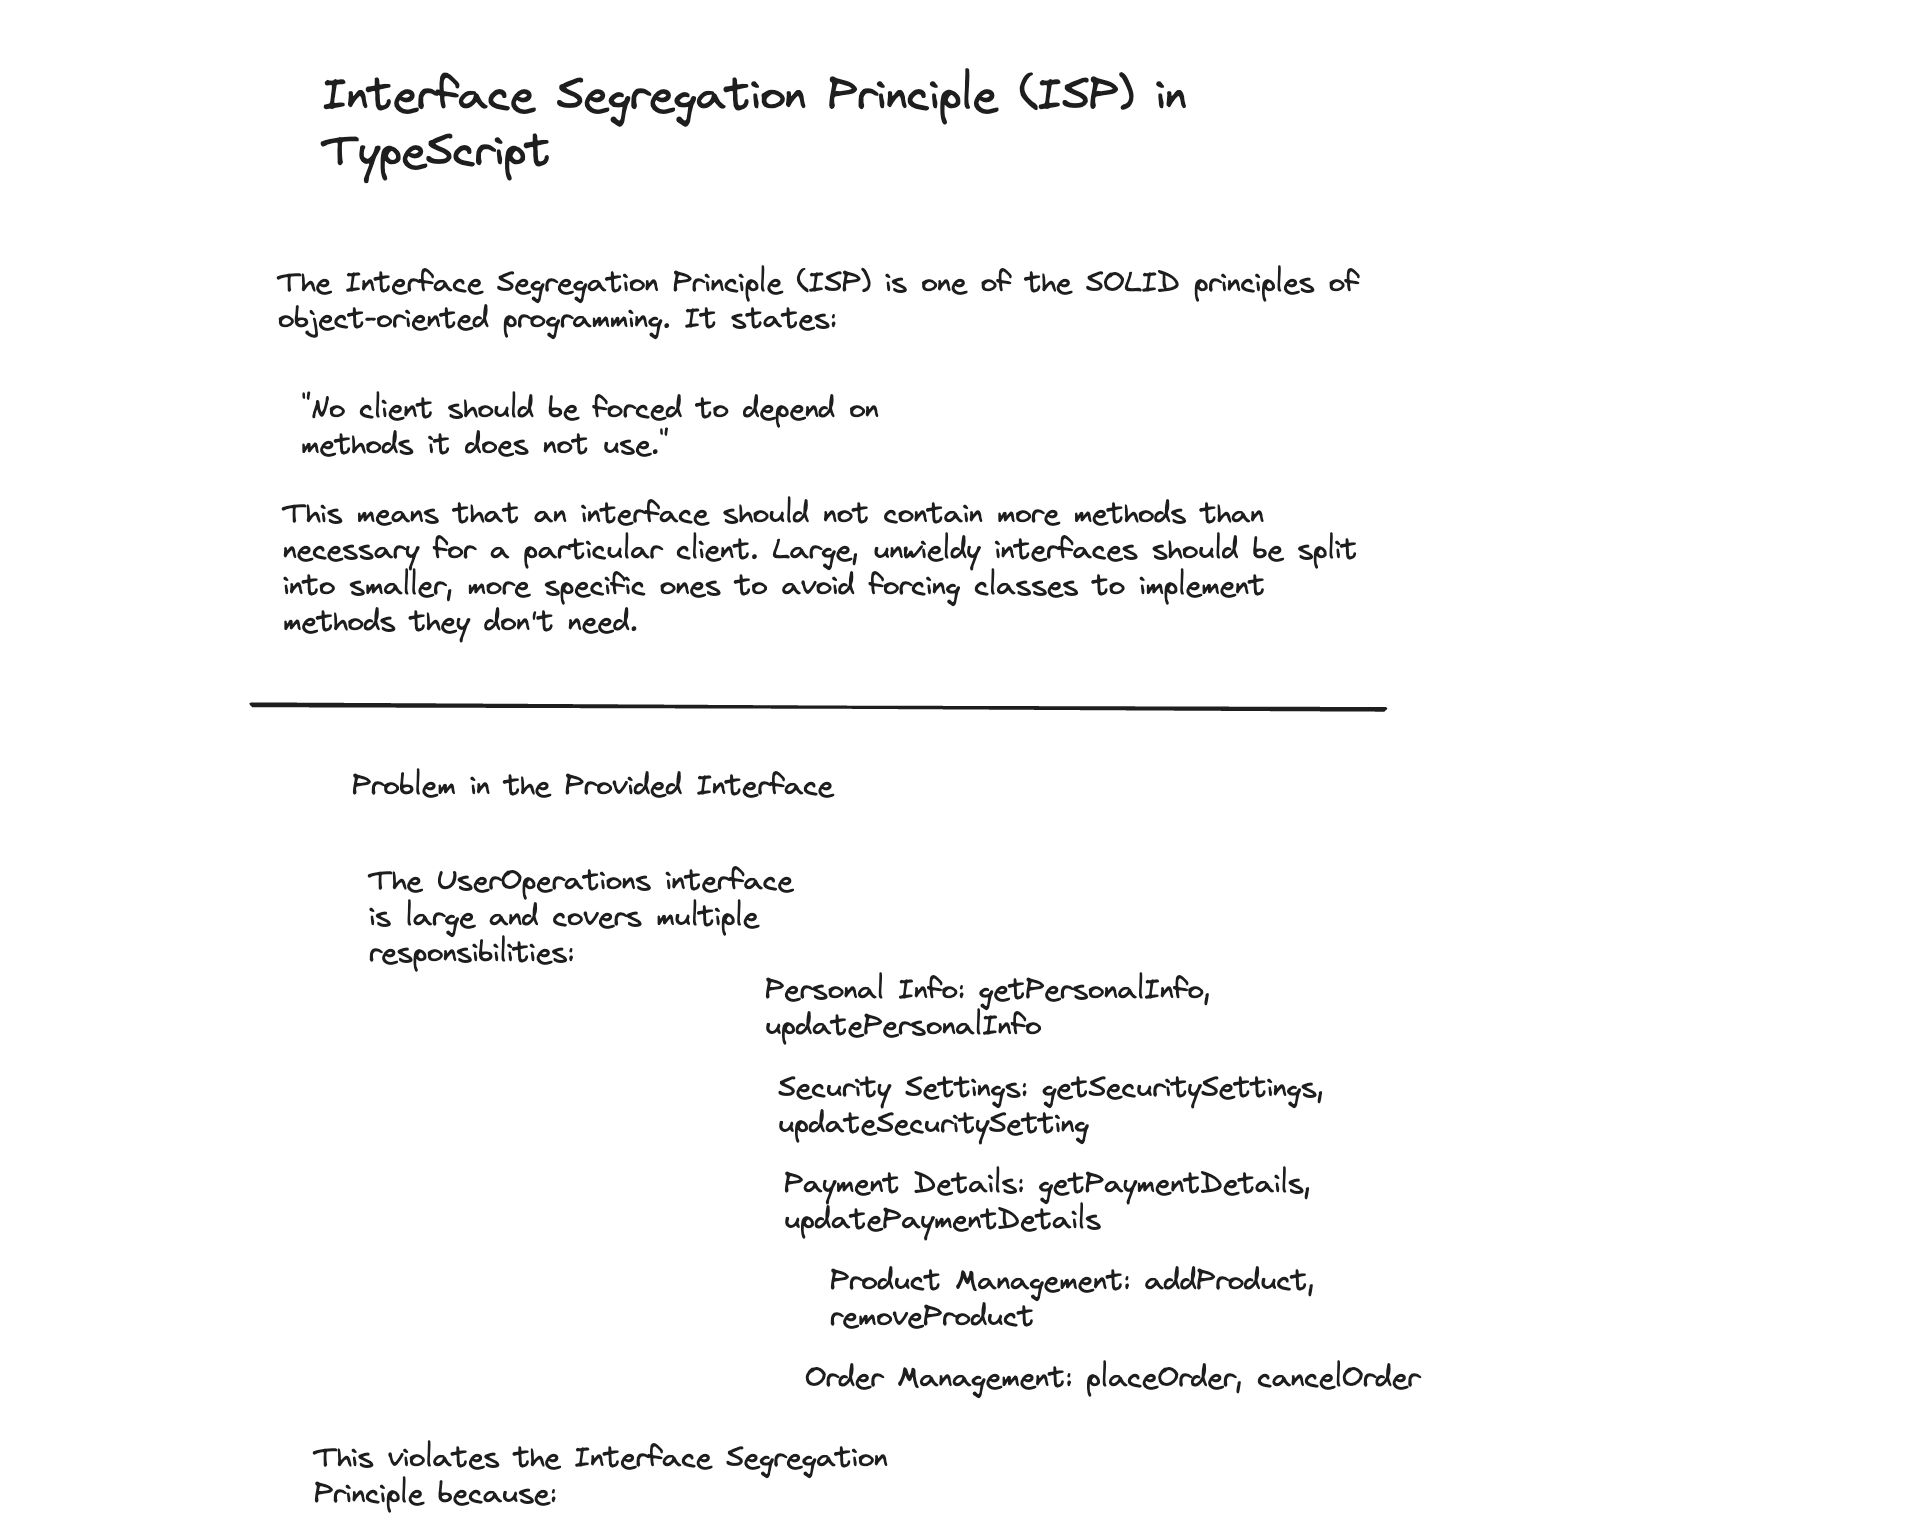 Interface Segregation Principle (ISP) in
TypeScript
The Interface Segregation Principle (ISP) is one of the SOLID principles of
object-oriented programming. It states:
"No client should be forced to depend on
methods it does not use."
This means that an interface should not contain more methods than
necessary for a particular client. Large, unwieldy interfaces should be split
into smaller, more specific ones to avoid forcing classes to implement
methods they don't need.
Problem in the Provided Interface
The UserOperations interface
is large and covers multiple
responsibilities:
Personal Info: getPersonalInfo,
updatePersonalInfo
Security Settings: getSecuritySettings,
updateSecuritySetting
Payment Details: getPaymentDetails,
updatePaymentDetails
Product Management: addProduct,
removeProduct
Order Management: placeOrder, cancelOrder
This violates the Interface Segregation
Principle because: